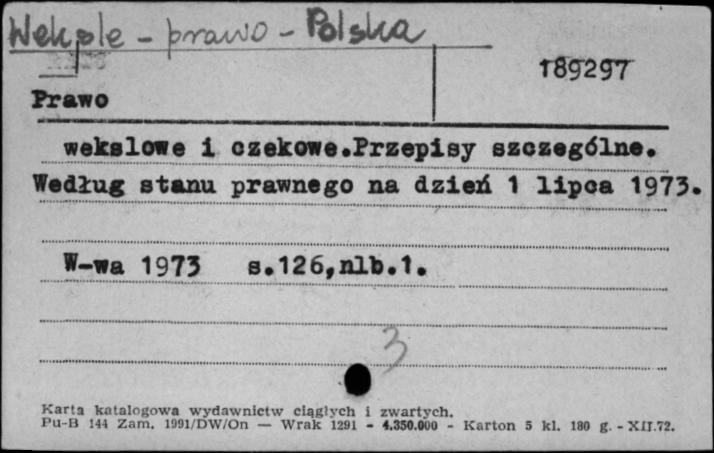 Weksle - prawo - Polska
189297
Prawo
wekslowe i czekowe.Przepisy szczególne.
Według stanu prawnego na dzień 1 lipca 1973.
W-wa 1973 s.126,nlb.1.
3
Karta katalogowa wydawnictw ciągłych i zwartych.
Pu-B 144 Zam. 1991/DW/On — Wrak 1291 - 4.350.000 - Karton 5 kl. 180 g. - XII.72.